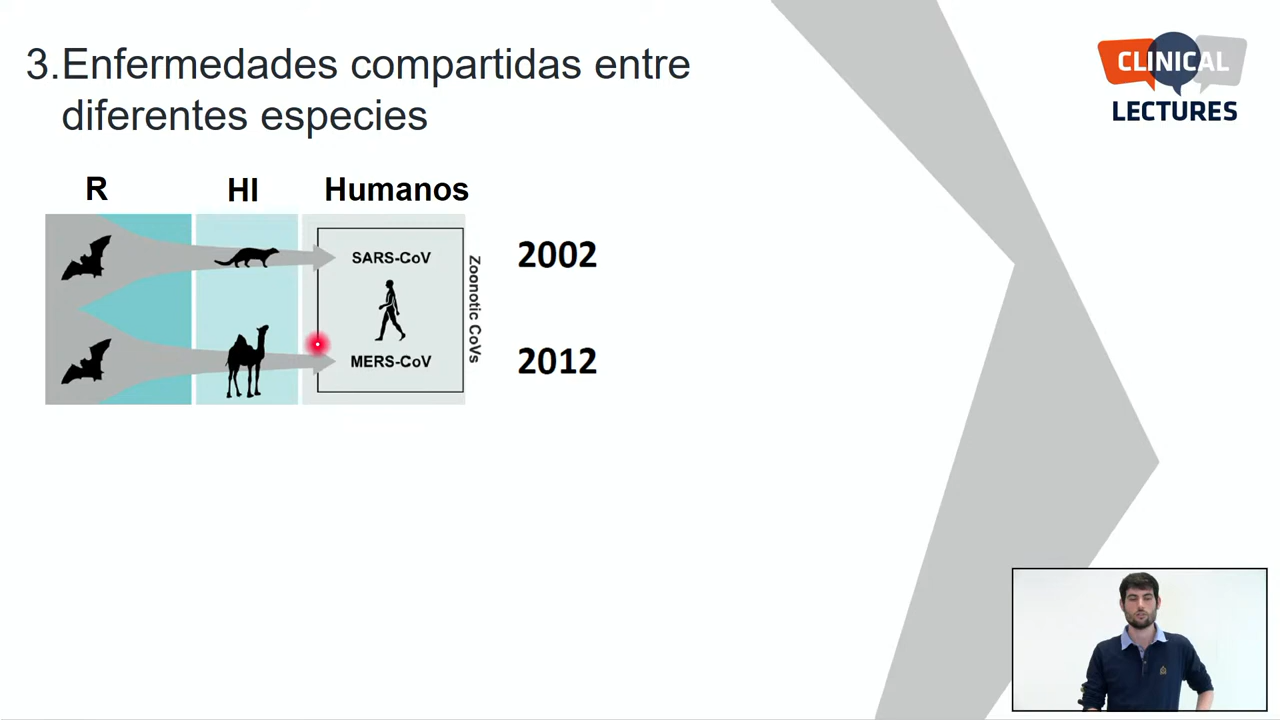 3.Enfermedades compartidas entre
diferentes especies
CLINICAL
LECTURES
R HI Humanos
SARS-CoV
2002
Zoonotic CoVs
MERS-CoV
2012